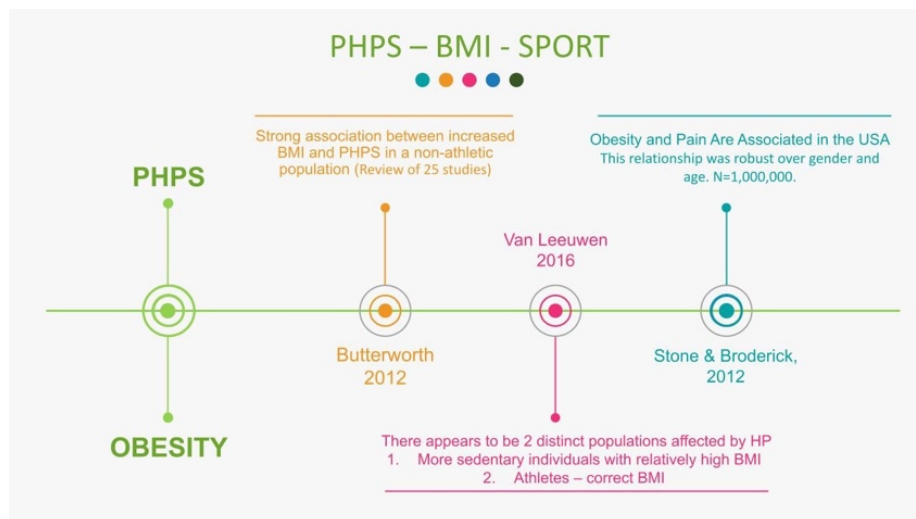 PHPS – BMI - SPORT
PHPS
OBESITY
Strong association between increased
BMI and PHPS in a non-athletic
population (Review of 25 studies)
Butterworth
2012
Van Leeuwen
2016
There appears to be 2 distinct populations affected by HP
1. More sedentary individuals with relatively high BMI
2. Athletes – correct BMI
Obesity and Pain Are Associated in the USA
This relationship was robust over gender and
age. N=1,000,000.
Stone & Broderick,
2012